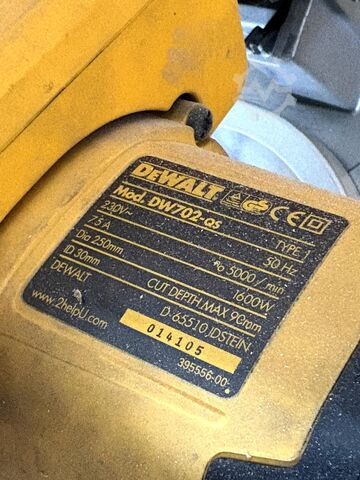 DEWALT
Mod. DW702-QS TYPE 1
230V~ 50 Hz
7.5 A n₀ 5000 / min
Dia 250mm 1600W
ID 30mm CUT DEPTH MAX 90mm
DEWALT D-65510 IDSTEIN
www.2helpU.com
014105
395556-00